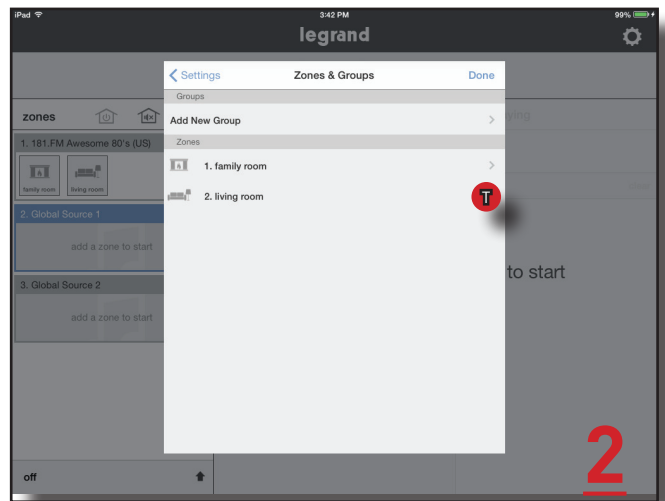 iPad 3:42 PM 99%
legrand
Settings Zones & Groups Done
Groups
Add New Group
Zones
1. family room
2. living room T
zones
1. 181.FM Awesome 80's (US)
family room living room
2. Global Source 1
add a zone to start
3. Global Source 2
add a zone to start
off
ying
to start
2